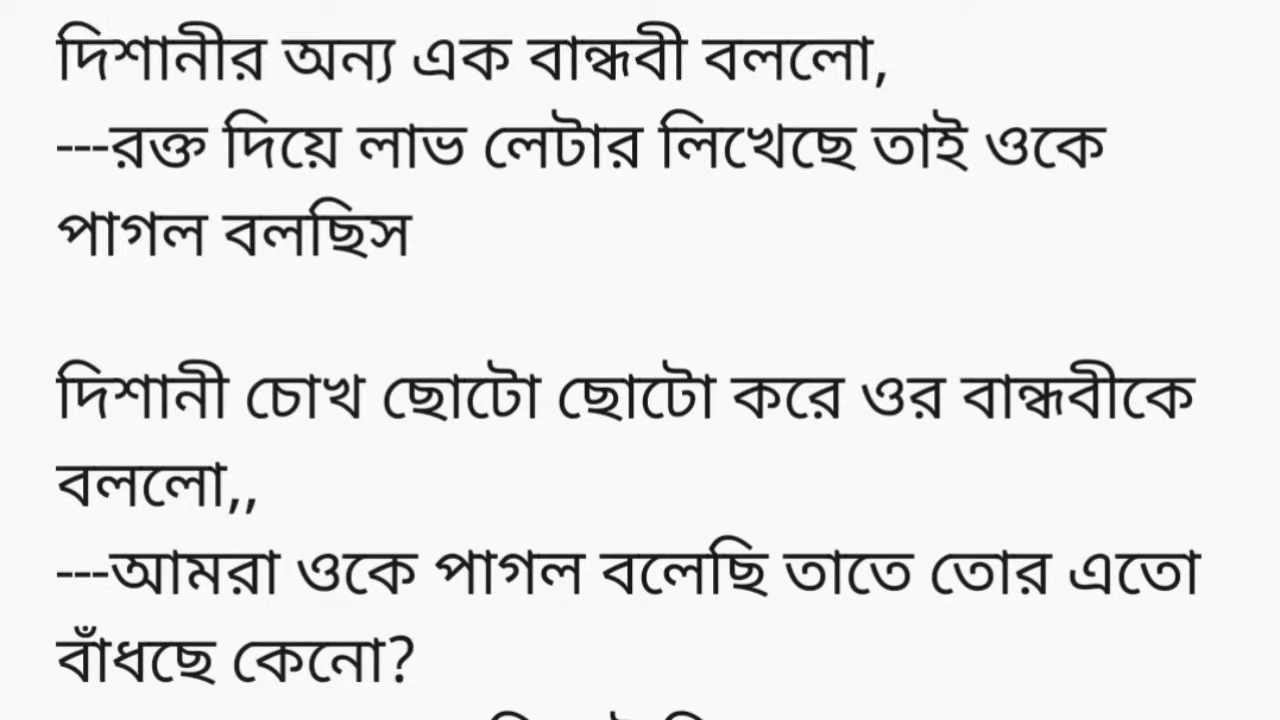 দিশানীর অন্য এক বান্ধবী বললো,
---রক্ত দিয়ে লাভ লেটার লিখেছে তাই ওকে
পাগল বলছিস
দিশানী চোখ ছোটো ছোটো করে ওর বান্ধবীকে
বললো,,
---আমরা ওকে পাগল বলেছি তাতে তোর এতো
বাঁধছে কেনো?